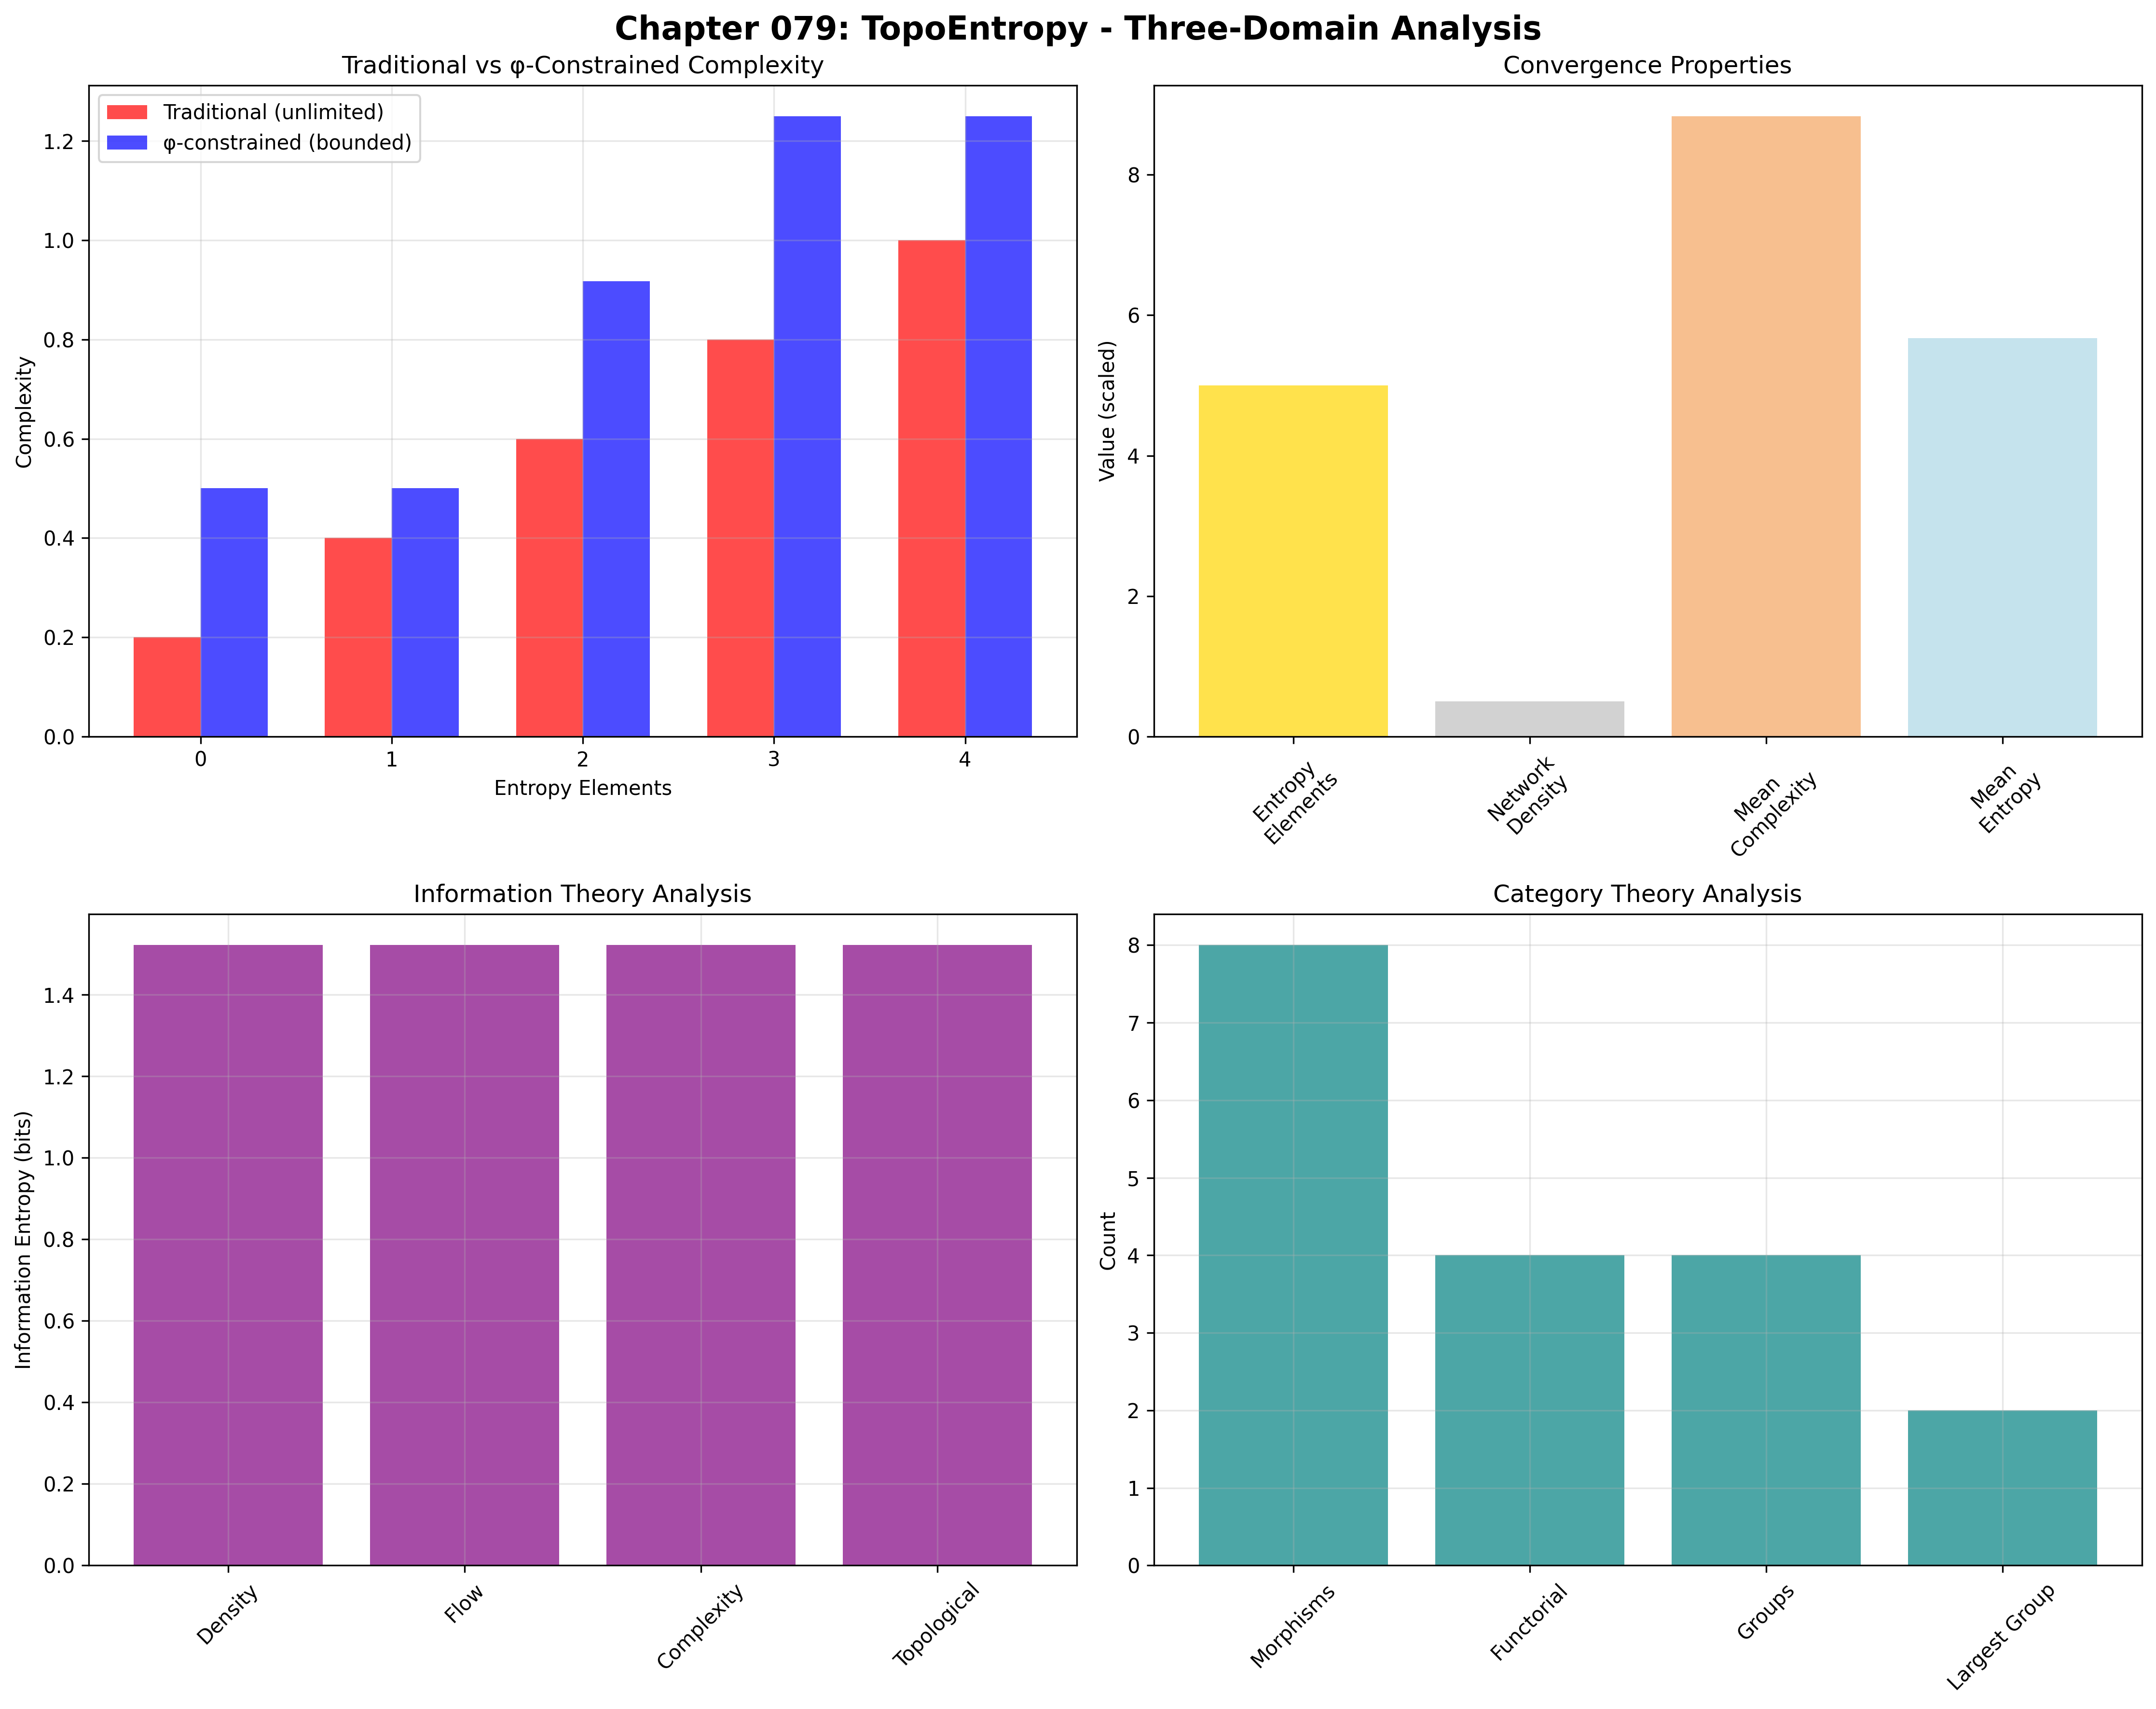 Chapter 079: TopoEntropy - Three-Domain Analysis
Traditional vs φ-Constrained Complexity
Traditional (unlimited)
φ-constrained (bounded)
Complexity
1.2
1.0
0.8
0.6
0.4
0.2
0.0
0 1 2 3 4
Entropy Elements
Convergence Properties
Value (scaled)
8
6
4
2
0
Entropy
Elements
Network
Density
Mean
Complexity
Mean
Entropy
Information Theory Analysis
Information Entropy (bits)
1.4
1.2
1.0
0.8
0.6
0.4
0.2
0.0
Density
Flow
Complexity
Topological
Category Theory Analysis
Count
8
7
6
5
4
3
2
1
0
Morphisms
Functorial
Groups
Largest Group